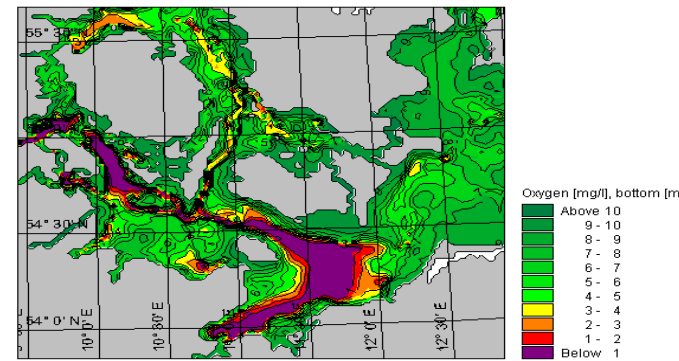 55° 30'
54° 30' N
54° 0' N
10° 0' E
10° 30' E
12° 0' E
12° 30' E
Oxygen [mg/l], bottom [m
Above 10
9 - 10
8 - 9
7 - 8
6 - 7
5 - 6
4 - 5
3 - 4
2 - 3
1 - 2
Below 1